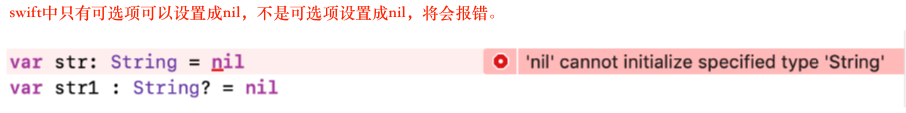 swift中只有可选项可以设置成nil，不是可选项设置成nil，将会报错。
var str: String = nil 'nil' cannot initialize specified type 'String'
var str1 : String? = nil